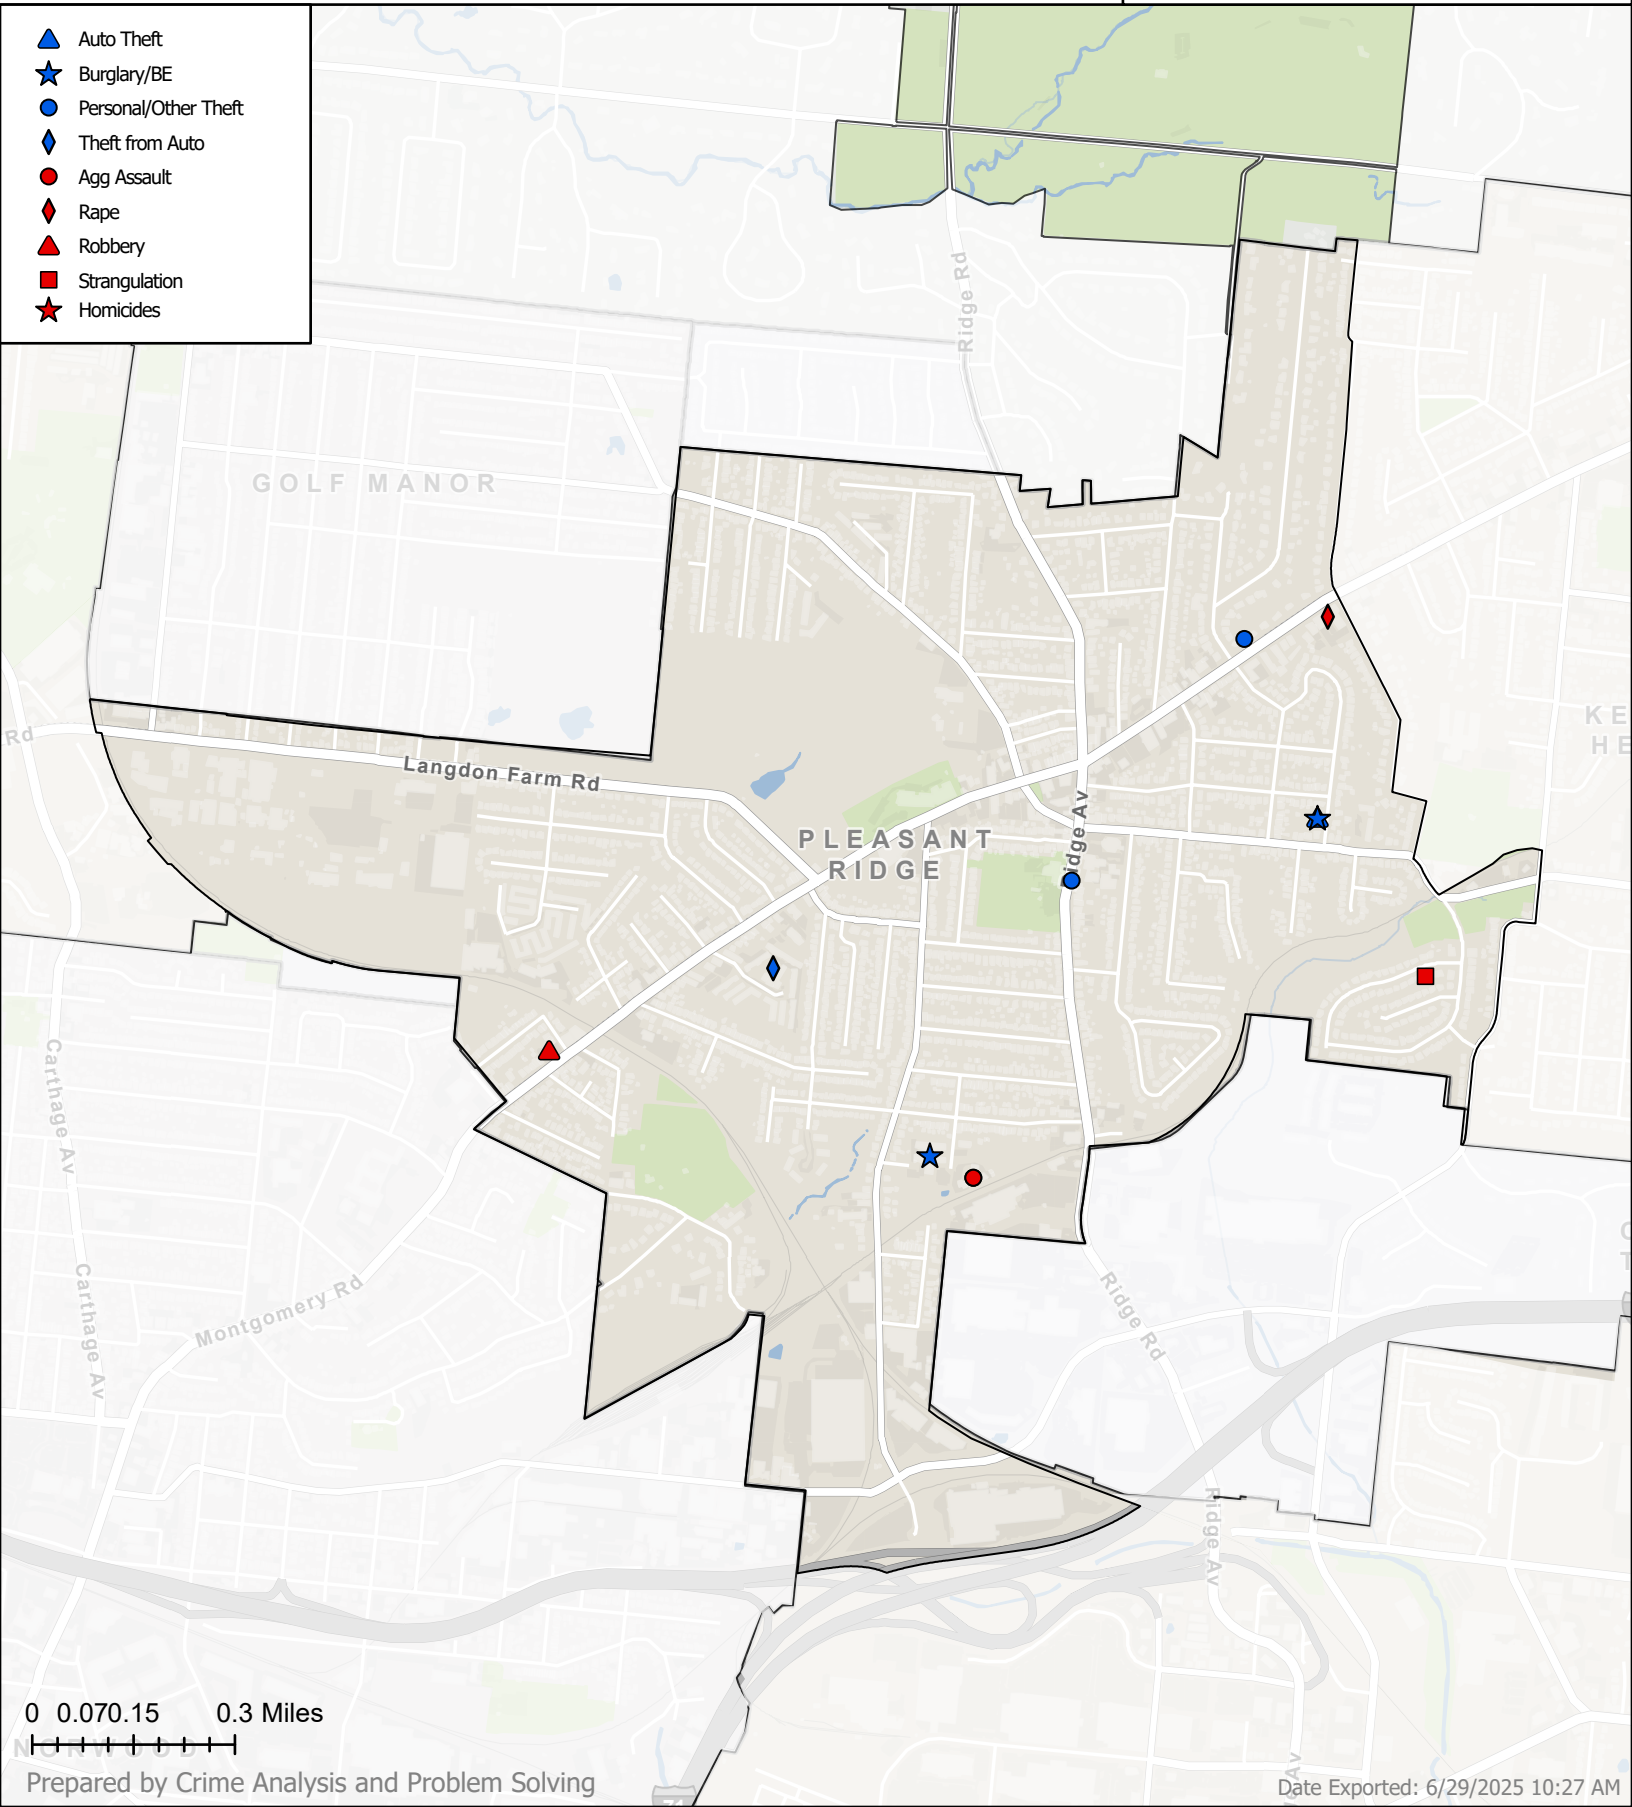 Auto Theft
Burglary/BE
Personal/Other Theft
Theft from Auto
Agg Assault
Rape
Robbery
Strangulation
Homicides
Ridge Rd
GOLF MANOR
KE
HE
Rd
Langdon Farm Rd
PLEASANT
RIDGE
Ridge Av
Carthage Av
Carthage Av
Montgomery Rd
Ridge Rd
Ridge Av
0 0.070.15 0.3 Miles
NORWOOD
Prepared by Crime Analysis and Problem Solving
Date Exported: 6/29/2025 10:27 AM
71